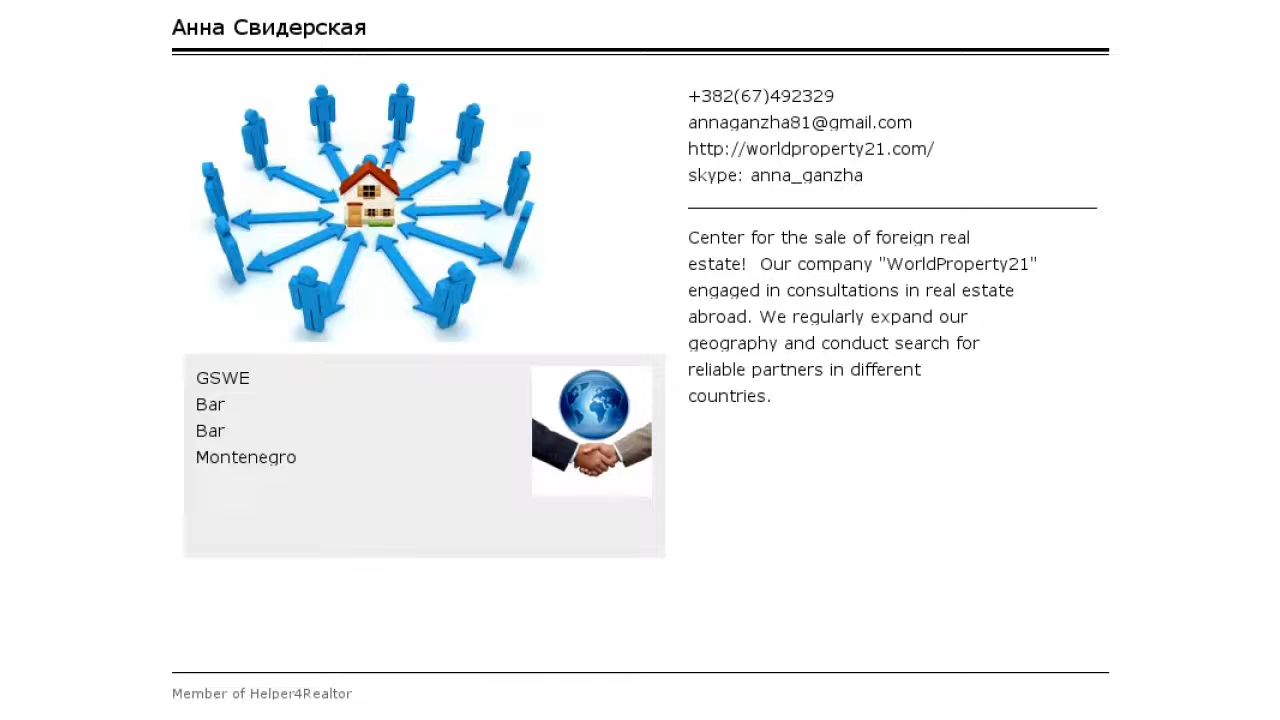 Анна Свидерская
+382(67)492329
annaganzha81@gmail.com
http://worldproperty21.com/
skype: anna_ganzha
Center for the sale of foreign real
estate!  Our company "WorldProperty21"
engaged in consultations in real estate
abroad. We regularly expand our
geography and conduct search for
reliable partners in different
countries.
GSWE
Bar
Bar
Montenegro
Member of Helper4Realtor